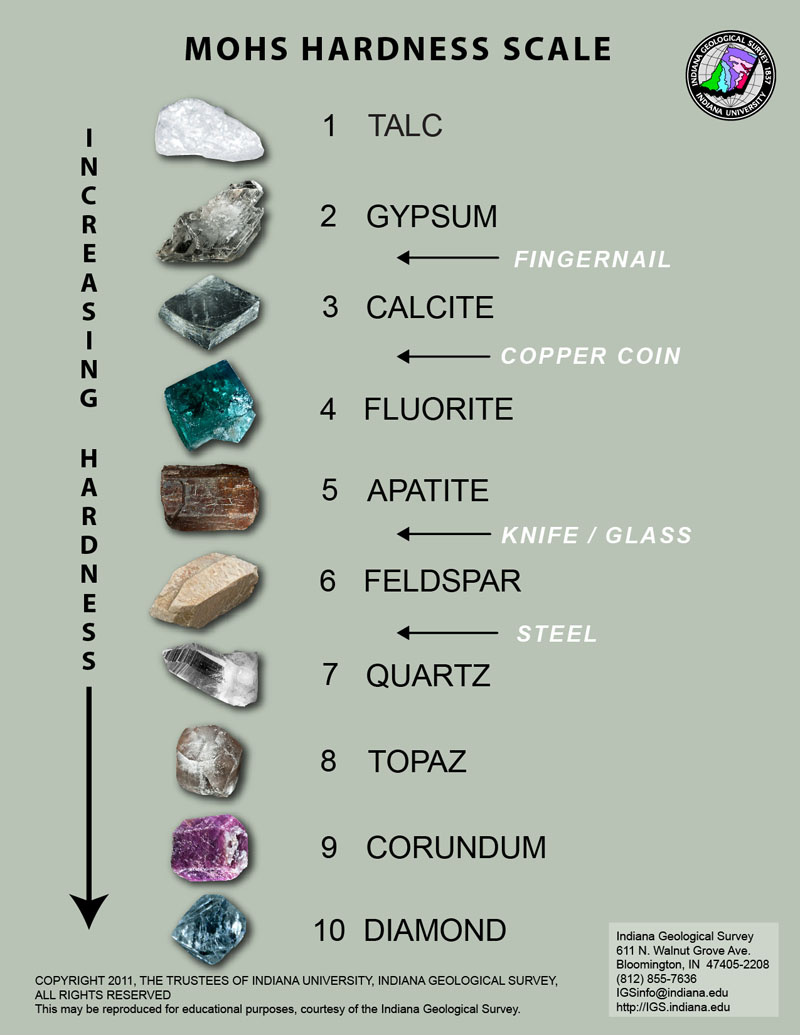 MOHS HARDNESS SCALE
INDIANA GEOLOGICAL SURVEY 1837
INDIANA UNIVERSITY
INCREASING HARDNESS
1 TALC
2 GYPSUM
FINGERNAIL
3 CALCITE
COPPER COIN
4 FLUORITE
5 APATITE
KNIFE / GLASS
6 FELDSPAR
STEEL
7 QUARTZ
8 TOPAZ
9 CORUNDUM
10 DIAMOND
Indiana Geological Survey
611 N. Walnut Grove Ave.
Bloomington, IN 47405-2208
(812) 855-7636
IGSinfo@indiana.edu
http://IGS.indiana.edu
COPYRIGHT 2011, THE TRUSTEES OF INDIANA UNIVERSITY, INDIANA GEOLOGICAL SURVEY,
ALL RIGHTS RESERVED
This may be reproduced for educational purposes, courtesy of the Indiana Geological Survey.